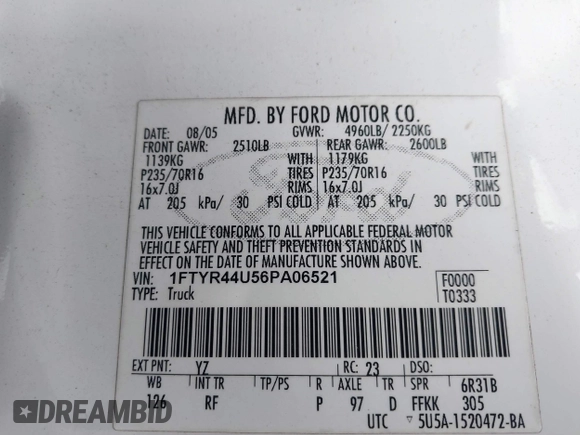 MFD. BY FORD MOTOR CO.
DATE: 08/05 GVWR: 4960LB/ 2250KG
FRONT GAWR: 2510LB REAR GAWR: 2600LB
1139KG WITH 1179KG WITH
P235/70R16 TIRES P235/70R16 TIRES
16x7.0J RIMS 16x7.0J RIMS
AT 205 kPa/ 30 PSI COLD AT 205 kPa/ 30 PSI COLD
THIS VEHICLE CONFORMS TO ALL APPLICABLE FEDERAL MOTOR
VEHICLE SAFETY AND THEFT PREVENTION STANDARDS IN
EFFECT ON THE DATE OF MANUFACTURE SHOWN ABOVE.
VIN: 1FTYR44U56PA06521 F0000
TYPE: Truck T0333
EXT PNT: YZ RC: 23 DSO:
WB INT TR TP/PS R AXLE TR SPR 6R31B
126 RF P 97 D FFKK 305
UTC 5U5A-1520472-BA
Ford
DREAMBID